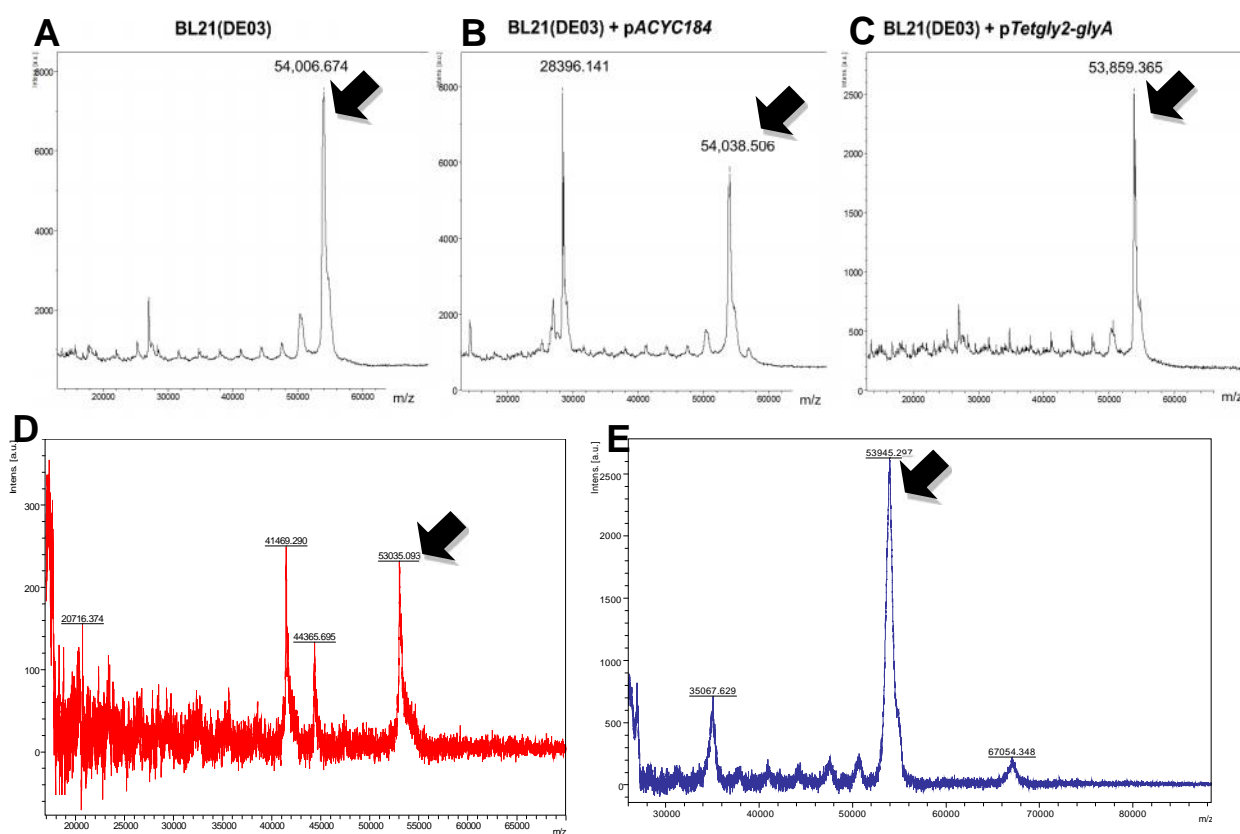 A
BL21(DE03)
54,006.674
Intens. [a.u.]
8000
6000
4000
2000
20000 30000 40000 50000 60000 m/z
B
BL21(DE03) + pACYC184
28396.141
54,038.506
8000
6000
4000
2000
0
20000 30000 40000 50000 60000 m/z
C
BL21(DE03) + pTetgly2-glyA
53,859.365
Intens. [a.u.]
2500
2000
1500
1000
500
0
20000 30000 40000 50000 60000 m/z
D
Intens. [a.u.]
300
200
100
0
20716.374
41469.290
44365.695
53035.093
20000 25000 30000 35000 40000 45000 50000 55000 60000 65000 m/z
E
Intens. [a.u.]
2500
2000
1500
1000
500
0
35067.629
53945.297
67054.348
30000 40000 50000 60000 70000 80000 m/z